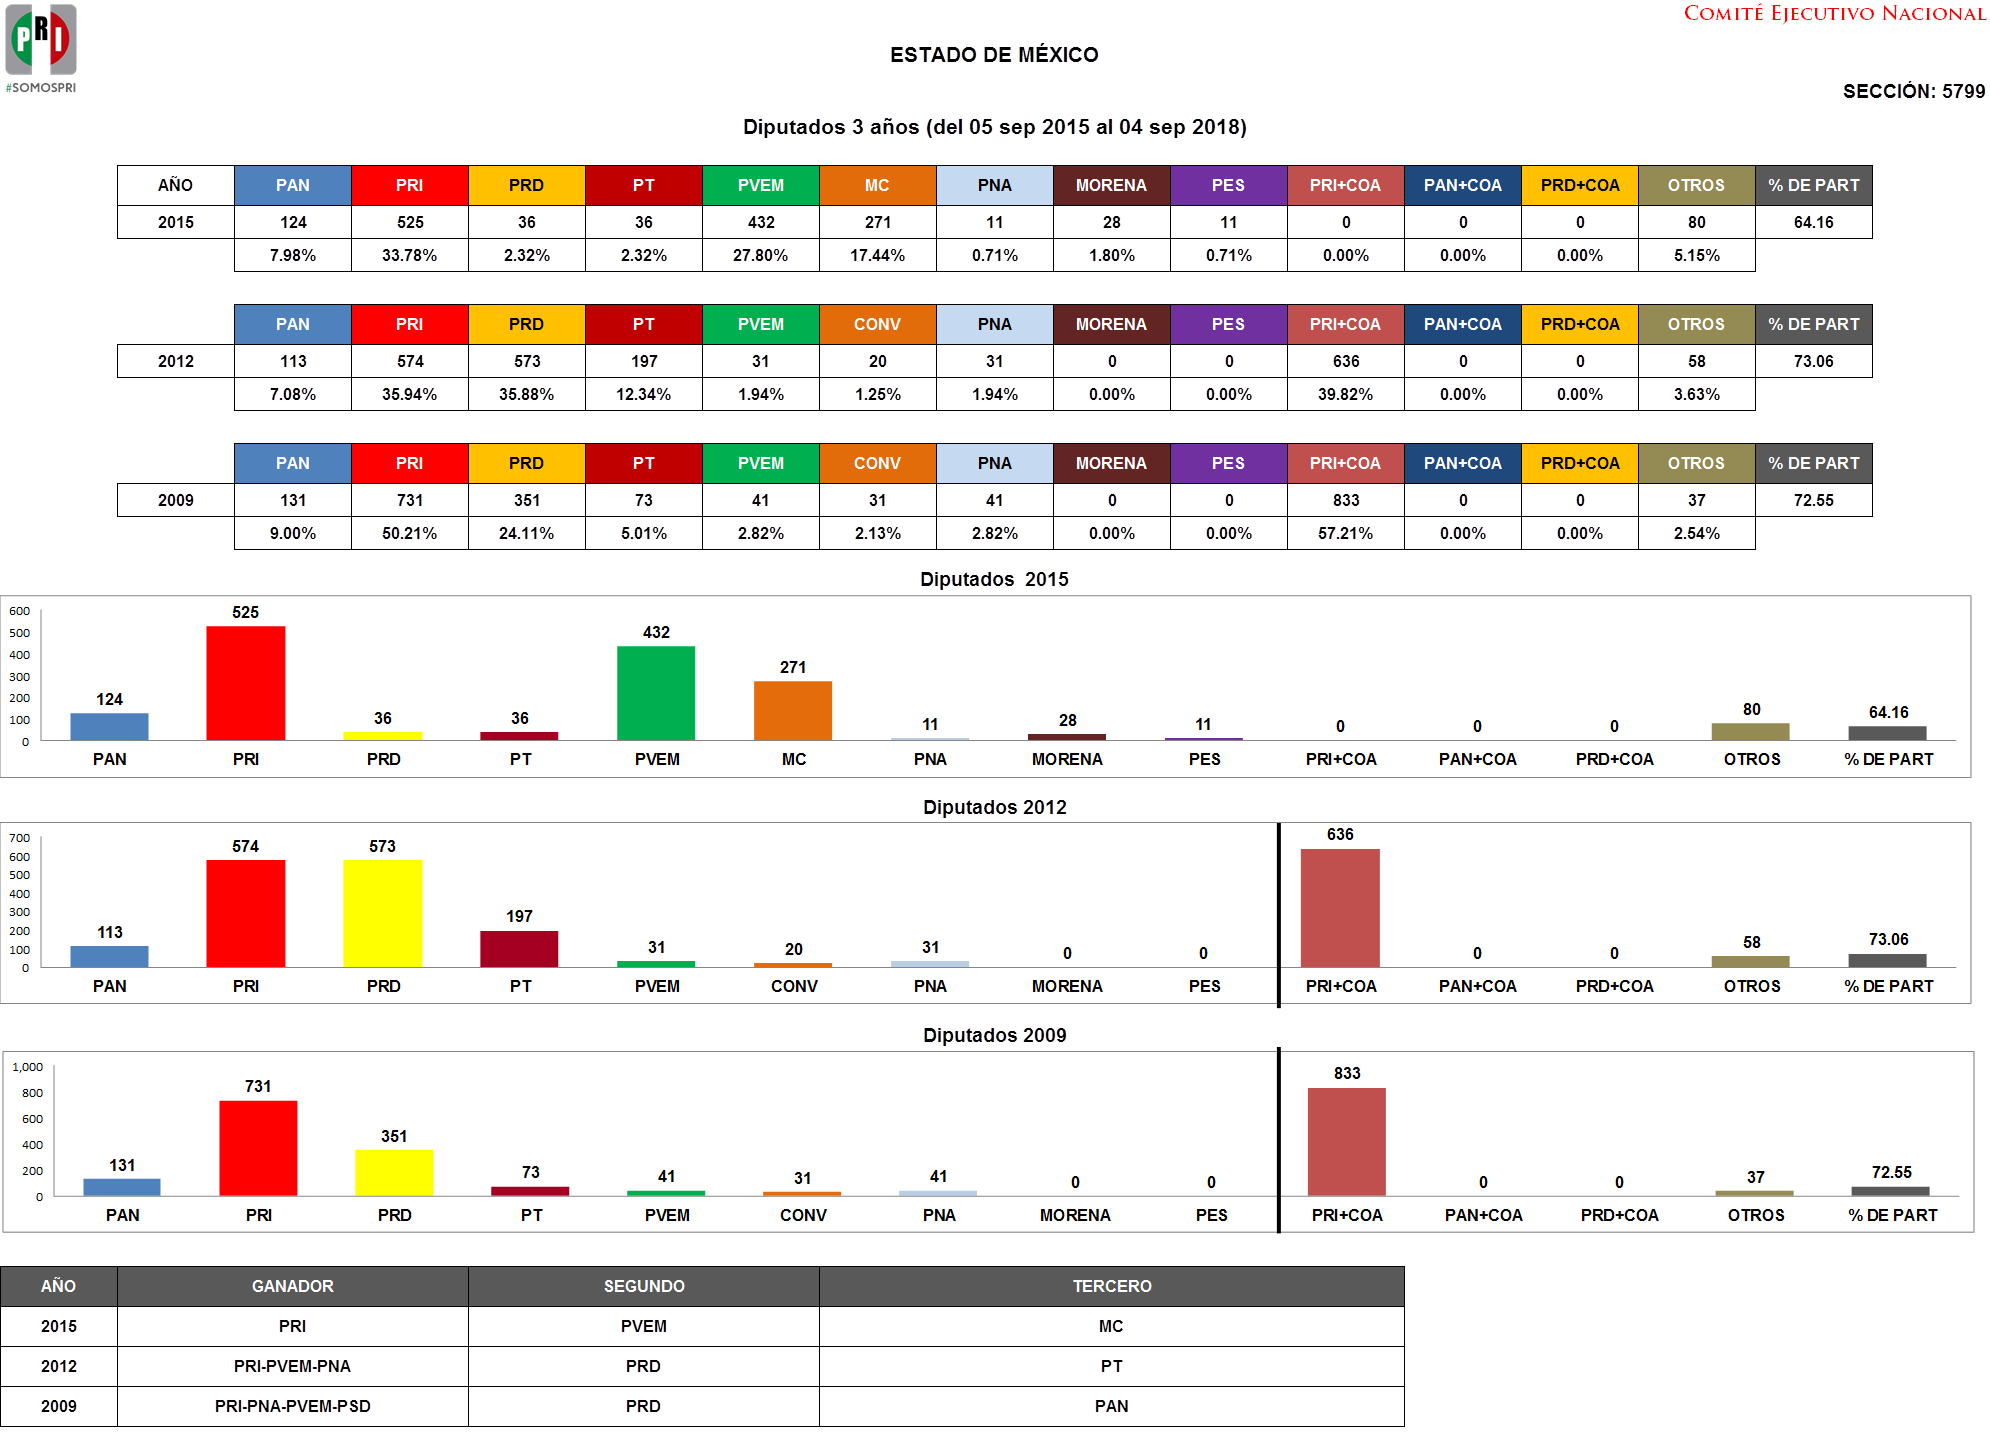 PRI
#SOMOSPRI
COMITÉ EJECUTIVO NACIONAL
ESTADO DE MÉXICO
SECCIÓN: 5799
Diputados 3 años (del 05 sep 2015 al 04 sep 2018)
AÑO PAN PRI PRD PT PVEM MC PNA MORENA PES PRI+COA PAN+COA PRD+COA OTROS % DE PART
2015 124 525 36 36 432 271 11 28 11 0 0 0 80 64.16
7.98% 33.78% 2.32% 2.32% 27.80% 17.44% 0.71% 1.80% 0.71% 0.00% 0.00% 0.00% 5.15%
PAN PRI PRD PT PVEM CONV PNA MORENA PES PRI+COA PAN+COA PRD+COA OTROS % DE PART
2012 113 574 573 197 31 20 31 0 0 636 0 0 58 73.06
7.08% 35.94% 35.88% 12.34% 1.94% 1.25% 1.94% 0.00% 0.00% 39.82% 0.00% 0.00% 3.63%
PAN PRI PRD PT PVEM CONV PNA MORENA PES PRI+COA PAN+COA PRD+COA OTROS % DE PART
2009 131 731 351 73 41 31 41 0 0 833 0 0 37 72.55
9.00% 50.21% 24.11% 5.01% 2.82% 2.13% 2.82% 0.00% 0.00% 57.21% 0.00% 0.00% 2.54%
Diputados 2015
600
500
400
300
200
100
0
124 525 36 36 432 271 11 28 11 0 0 0 80 64.16
PAN PRI PRD PT PVEM MC PNA MORENA PES PRI+COA PAN+COA PRD+COA OTROS % DE PART
Diputados 2012
700
600
500
400
300
200
100
0
113 574 573 197 31 20 31 0 0 636 0 0 58 73.06
PAN PRI PRD PT PVEM CONV PNA MORENA PES PRI+COA PAN+COA PRD+COA OTROS % DE PART
Diputados 2009
1,000
800
600
400
200
0
131 731 351 73 41 31 41 0 0 833 0 0 37 72.55
PAN PRI PRD PT PVEM CONV PNA MORENA PES PRI+COA PAN+COA PRD+COA OTROS % DE PART
AÑO GANADOR SEGUNDO TERCERO
2015 PRI PVEM MC
2012 PRI-PVEM-PNA PRD PT
2009 PRI-PNA-PVEM-PSD PRD PAN